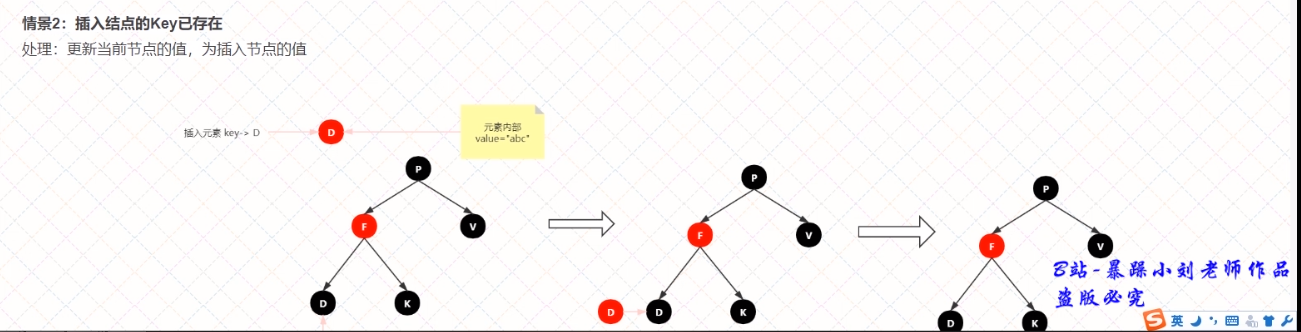 情景2：插入结点的Key已存在
处理：更新当前节点的值，为插入节点的值
插入元素 key-> D
D
元素内部
value="abc"
P
F
V
D
K
P
F
V
D
D
K
P
F
V
D
K
B站-暴躁小刘老师作品
盗版必究
S
英